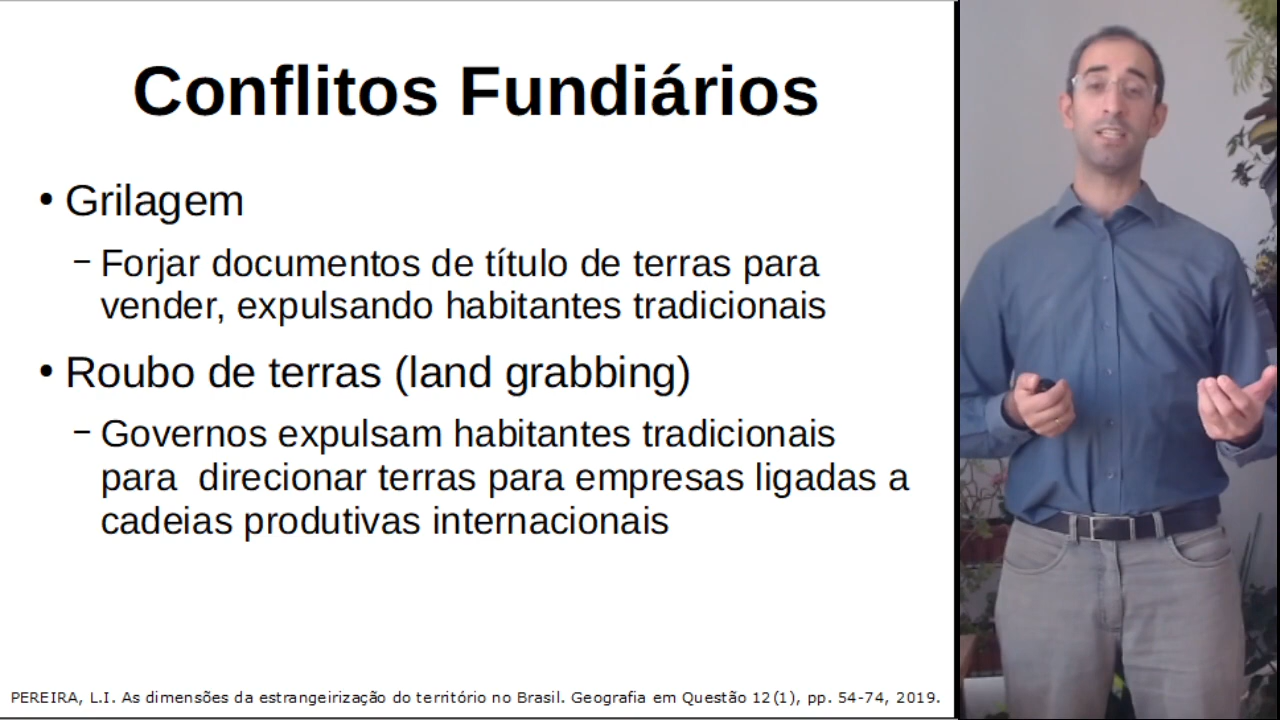 Conflitos Fundiários
• Grilagem
– Forjar documentos de título de terras para
vender, expulsando habitantes tradicionais
• Roubo de terras (land grabbing)
– Governos expulsam habitantes tradicionais
para  direcionar terras para empresas ligadas a
cadeias produtivas internacionais
PEREIRA, L.I. As dimensões da estrangeirização do território no Brasil. Geografia em Questão 12(1), pp. 54-74, 2019.